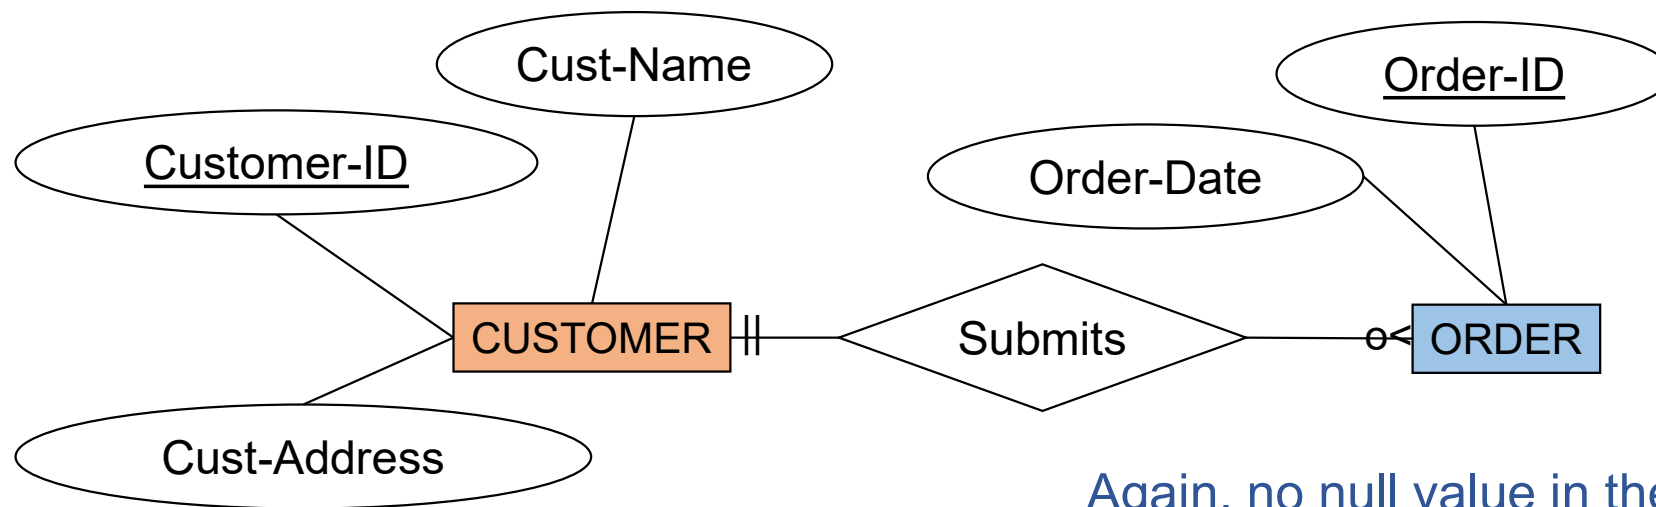 Cust-Name
Order-ID
Customer-ID
Order-Date
CUSTOMER
Submits
ORDER
Cust-Address
Again, no null value in the